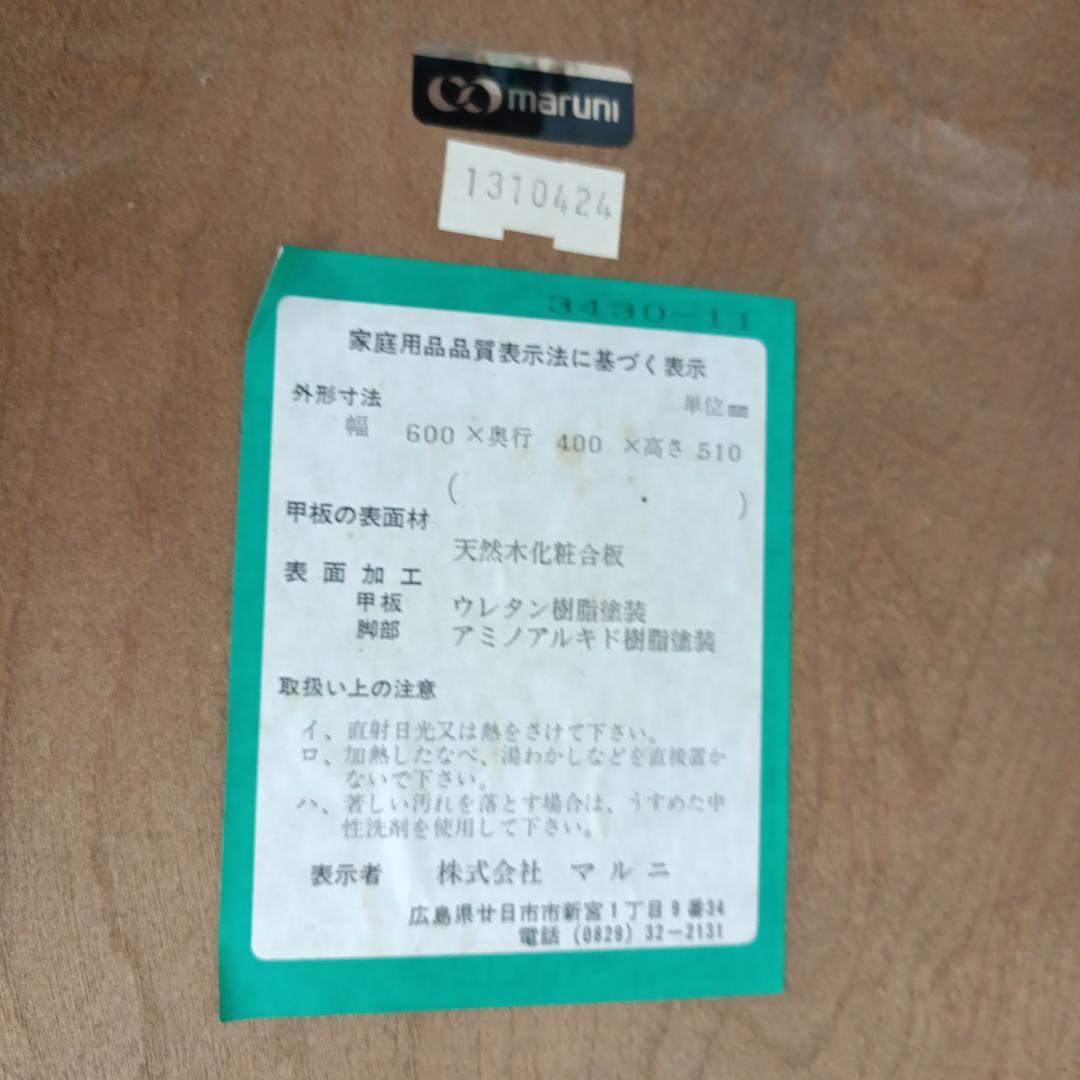 maruni
1310424
3430-11
家庭用品品質表示法に基づく表示
外形寸法 単位㎜
幅 600 ×奥行 400 ×高さ 510
( ・ )
甲板の表面材
天然木化粧合板
表面加工
甲板 ウレタン樹脂塗装
脚部 アミノアルキド樹脂塗装
取扱い上の注意
イ、直射日光又は熱をさけて下さい。
ロ、加熱したなべ、湯わかしなどを直接置か
ないで下さい。
ハ、著しい汚れを落とす場合は、うすめた中
性洗剤を使用して下さい。
表示者 株式会社 マルニ
広島県廿日市市新宮1丁目9番34
電話 (0829) 32-2131